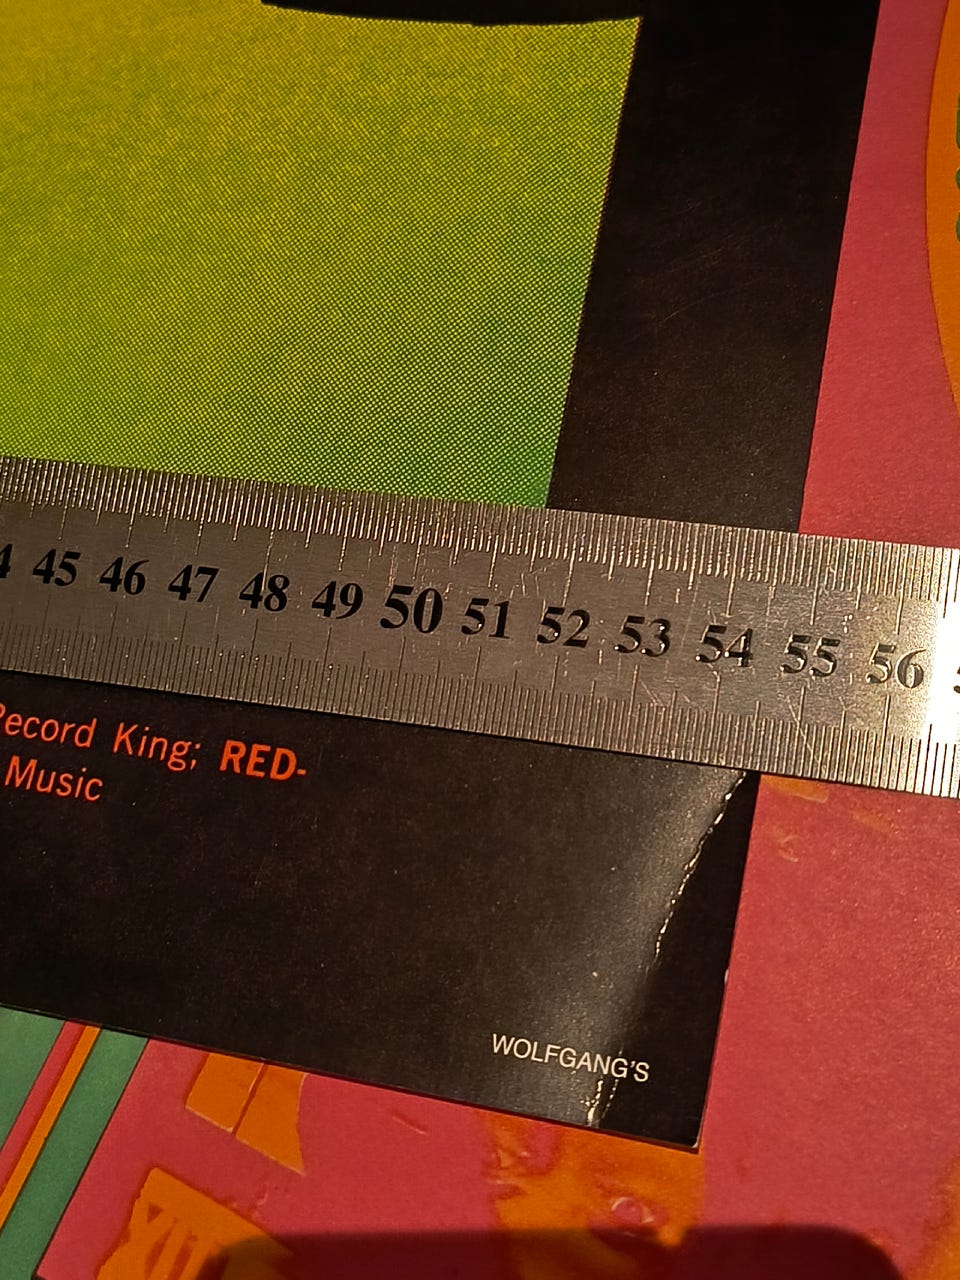 45 46 47 48 49 50 51 52 53 54 55 56
Record King; RED-
Music
WOLFGANG'S